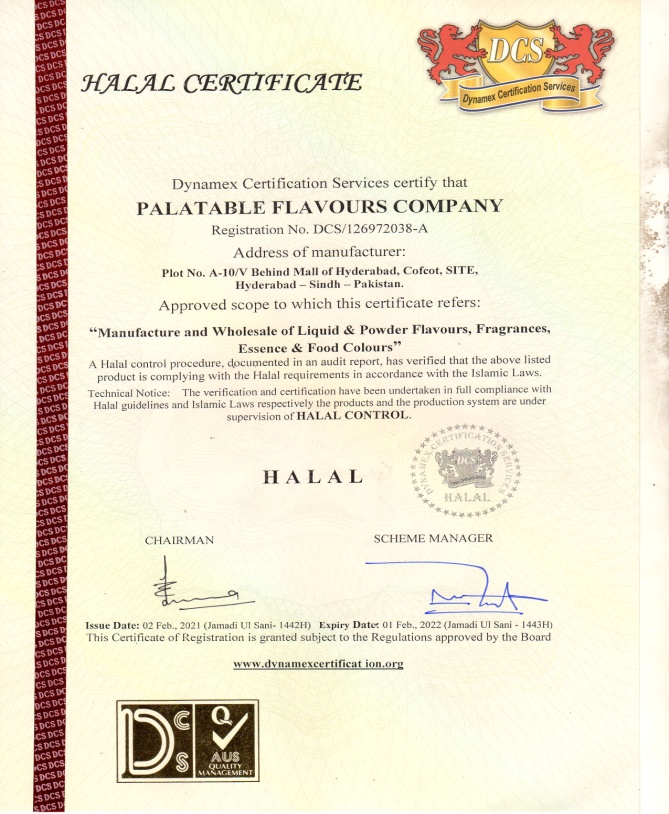 HALAL CERTIFICATE
DCS
Dynamex Certification Services
Dynamex Certification Services certify that
PALATABLE FLAVOURS COMPANY
Registration No. DCS/126972038-A
Address of manufacturer:
Plot No. A-10/V Behind Mall of Hyderabad, Cofcot, SITE,
Hyderabad – Sindh – Pakistan.
Approved scope to which this certificate refers:
“Manufacture and Wholesale of Liquid & Powder Flavours, Fragrances,
Essence & Food Colours”
A Halal control procedure, documented in an audit report, has verified that the above listed
product is complying with the Halal requirements in accordance with the Islamic Laws.
Technical Notice: The verification and certification have been undertaken in full compliance with
Halal guidelines and Islamic Laws respectively the products and the production system are under
supervision of HALAL CONTROL.
HALAL
DYNAMEX CERTIFICATION SERVICES
DCS
HALAL
CHAIRMAN
SCHEME MANAGER
Issue Date: 02 Feb., 2021 (Jamadi Ul Sani- 1442H) Expiry Date: 01 Feb., 2022 (Jamadi Ul Sani - 1443H)
This Certificate of Registration is granted subject to the Regulations approved by the Board
www.dynamexcertificat ion.org
DCS
Q
AUS
QUALITY
MANAGEMENT